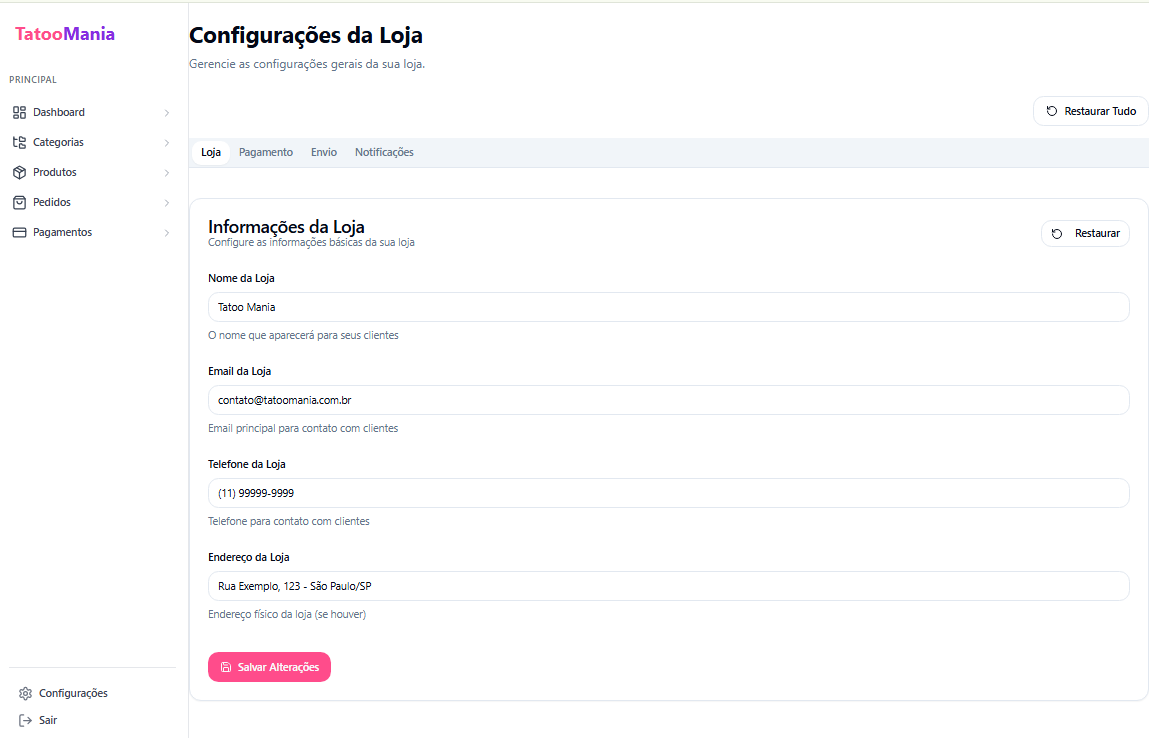 TatooMania
PRINCIPAL
Dashboard
Categorias
Produtos
Pedidos
Pagamentos
Configurações
Sair
Configurações da Loja
Gerencie as configurações gerais da sua loja.
Restaurar Tudo
Loja Pagamento Envio Notificações
Informações da Loja
Configure as informações básicas da sua loja
Restaurar
Nome da Loja
Tatoo Mania
O nome que aparecerá para seus clientes
Email da Loja
contato@tatoomania.com.br
Email principal para contato com clientes
Telefone da Loja
(11) 99999-9999
Telefone para contato com clientes
Endereço da Loja
Rua Exemplo, 123 - São Paulo/SP
Endereço físico da loja (se houver)
Salvar Alterações